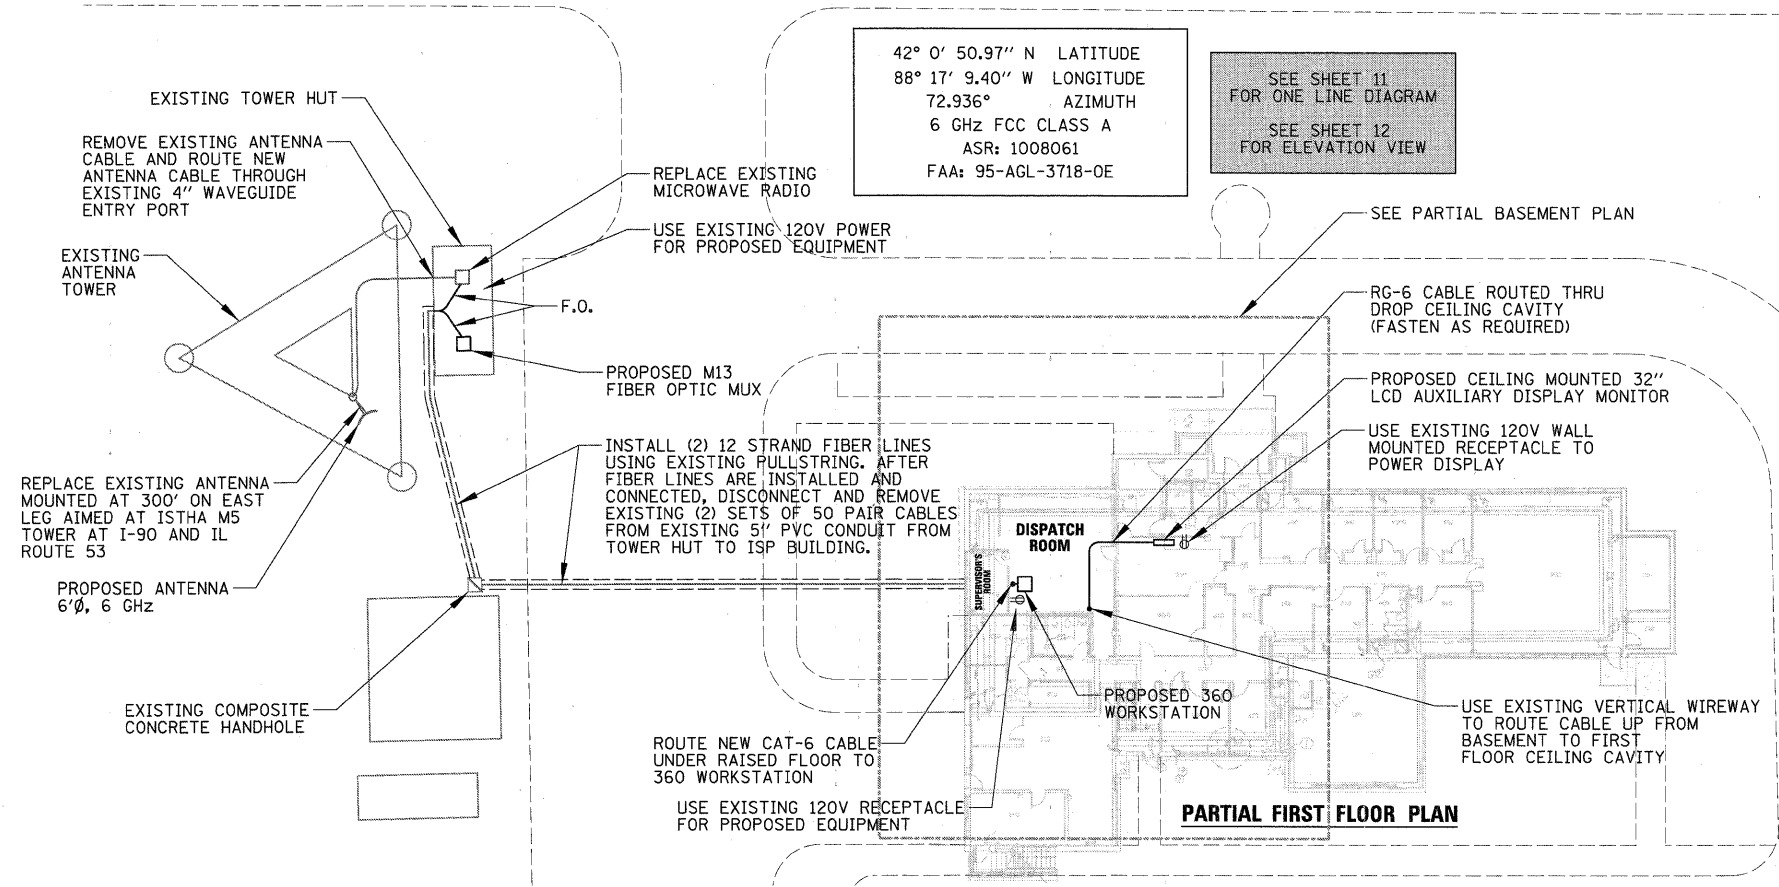 42° 0' 50.97" N LATITUDE
88° 17' 9.40" W LONGITUDE
72.936° AZIMUTH
6 GHz FCC CLASS A
ASR: 1008061
FAA: 95-AGL-3718-OE
SEE SHEET 11
FOR ONE LINE DIAGRAM
SEE SHEET 12
FOR ELEVATION VIEW
EXISTING TOWER HUT
REMOVE EXISTING ANTENNA
CABLE AND ROUTE NEW
ANTENNA CABLE THROUGH
EXISTING 4" WAVEGUIDE
ENTRY PORT
EXISTING
ANTENNA
TOWER
REPLACE EXISTING
MICROWAVE RADIO
USE EXISTING 120V POWER
FOR PROPOSED EQUIPMENT
F.O.
PROPOSED M13
FIBER OPTIC MUX
SEE PARTIAL BASEMENT PLAN
RG-6 CABLE ROUTED THRU
DROP CEILING CAVITY
(FASTEN AS REQUIRED)
PROPOSED CEILING MOUNTED 32"
LCD AUXILIARY DISPLAY MONITOR
USE EXISTING 120V WALL
MOUNTED RECEPTACLE TO
POWER DISPLAY
INSTALL (2) 12 STRAND FIBER LINES
USING EXISTING PULLSTRING. AFTER
FIBER LINES ARE INSTALLED AND
CONNECTED, DISCONNECT AND REMOVE
EXISTING (2) SETS OF 50 PAIR CABLES
FROM EXISTING 5" PVC CONDUIT FROM
TOWER HUT TO ISP BUILDING.
REPLACE EXISTING ANTENNA
MOUNTED AT 300' ON EAST
LEG AIMED AT ISTHA M5
TOWER AT I-90 AND IL
ROUTE 53
PROPOSED ANTENNA
6'Ø, 6 GHz
DISPATCH
ROOM
SUPERVISOR'S
ROOM
EXISTING COMPOSITE
CONCRETE HANDHOLE
PROPOSED 360
WORKSTATION
ROUTE NEW CAT-6 CABLE
UNDER RAISED FLOOR TO
360 WORKSTATION
USE EXISTING 120V RECEPTACLE
FOR PROPOSED EQUIPMENT
USE EXISTING VERTICAL WIREWAY
TO ROUTE CABLE UP FROM
BASEMENT TO FIRST
FLOOR CEILING CAVITY
PARTIAL FIRST FLOOR PLAN